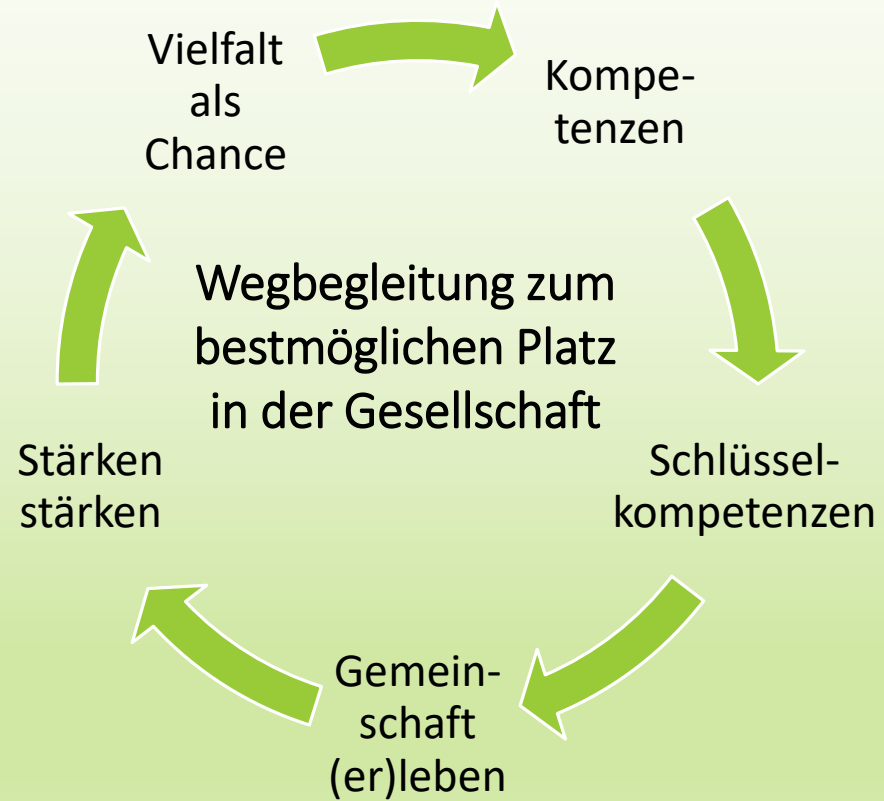 Vielfalt
als
Chance
Kompe-
tenzen
Wegbegleitung zum
bestmöglichen Platz
in der Gesellschaft
Stärken
stärken
Schlüssel-
kompetenzen
Gemein-
schaft
(er)leben